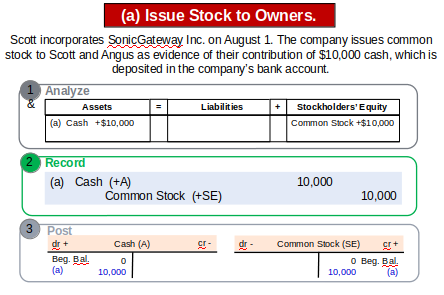 (a) Issue Stock to Owners.
Scott incorporates SonicGateway Inc. on August 1. The company issues common
stock to Scott and Angus as evidence of their contribution of $10,000 cash, which is
deposited in the company's bank account.
1 Analyze
&
Assets = Liabilities + Stockholders' Equity
(a) Cash +$10,000 Common Stock +$10,000
2 Record
(a) Cash (+A) 10,000
Common Stock (+SE) 10,000
3 Post
dr + Cash (A) cr - dr - Common Stock (SE) cr +
Beg. Bal. 0 0 Beg. Bal.
(a) 10,000 10,000 (a)